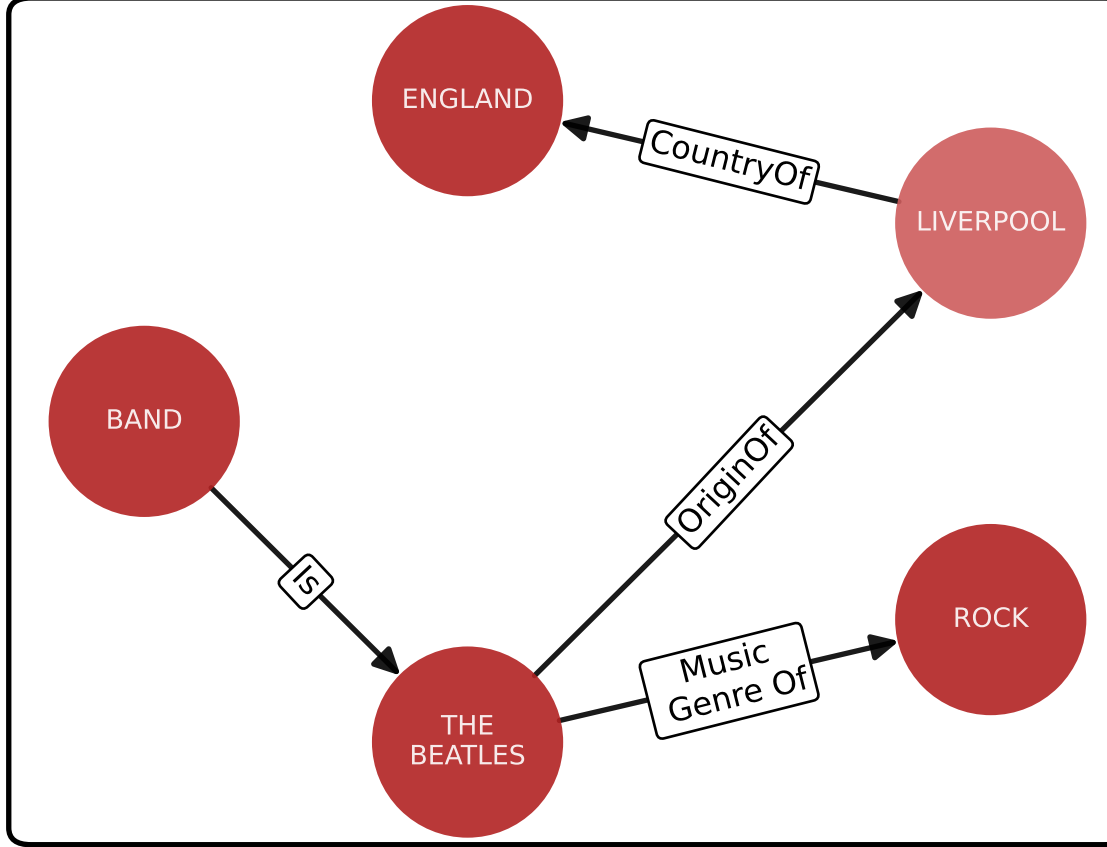 ENGLAND
CountryOf
LIVERPOOL
BAND
OriginOf
Is
ROCK
Music
Genre Of
THE
BEATLES